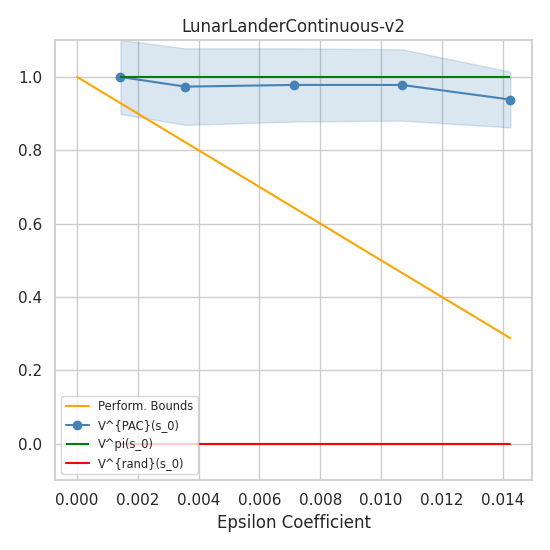 LunarLanderContinuous-v2
1.0
0.8
0.6
0.4
0.2
0.0
Perform. Bounds
V^{PAC}(s_0)
V^pi(s_0)
V^{rand}(s_0)
0.000 0.002 0.004 0.006 0.008 0.010 0.012 0.014
Epsilon Coefficient